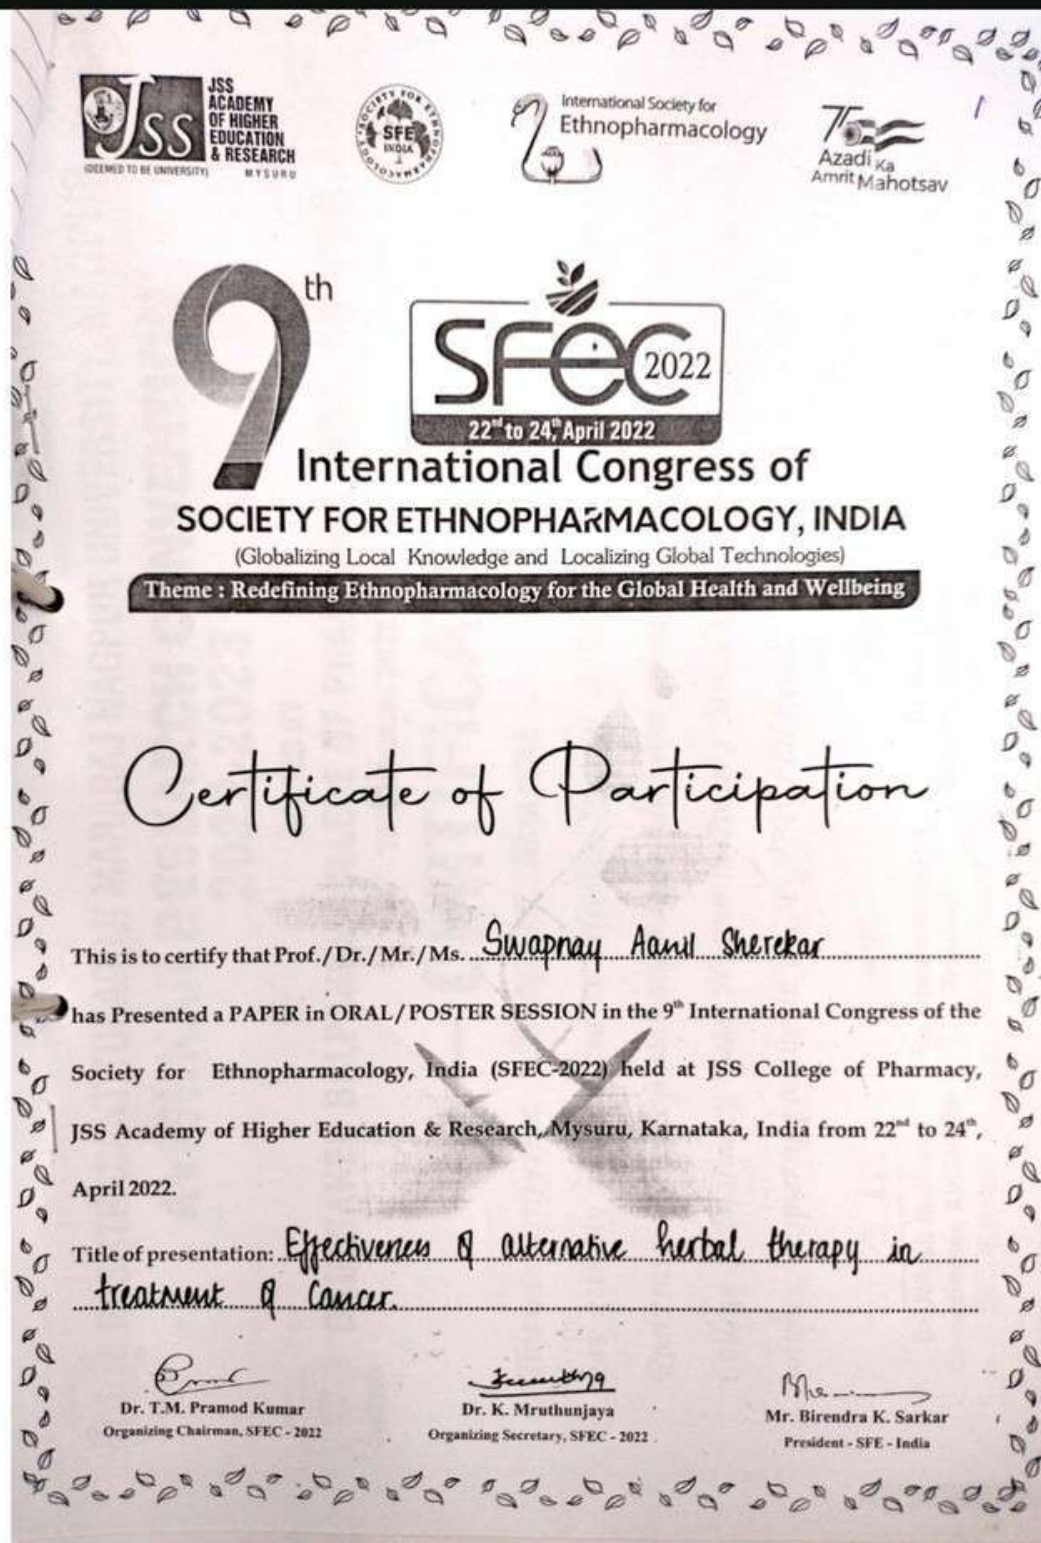 JSS
JSS
ACADEMY
OF HIGHER
EDUCATION
& RESEARCH
(DEEMED TO BE UNIVERSITY) MYSURU
SOCIETY FOR ETHNOPHARMACOLOGY
SFE
INDIA
International Society for
Ethnopharmacology
75
Azadi Ka
Amrit Mahotsav
9th
SFEC 2022
22nd to 24th, April 2022
International Congress of
SOCIETY FOR ETHNOPHARMACOLOGY, INDIA
(Globalizing Local Knowledge and Localizing Global Technologies)
Theme : Redefining Ethnopharmacology for the Global Health and Wellbeing
Certificate of Participation
This is to certify that Prof./Dr./Mr./Ms. Swapnay Aanil Sherekar
has Presented a PAPER in ORAL/POSTER SESSION in the 9th International Congress of the
Society for Ethnopharmacology, India (SFEC-2022) held at JSS College of Pharmacy,
JSS Academy of Higher Education & Research, Mysuru, Karnataka, India from 22nd to 24th,
April 2022.
Title of presentation: Effectiveness of alternative herbal therapy in
treatment of Cancer.
Dr. T.M. Pramod Kumar
Organizing Chairman, SFEC - 2022
Dr. K. Mruthunjaya
Organizing Secretary, SFEC - 2022
Mr. Birendra K. Sarkar
President - SFE - India